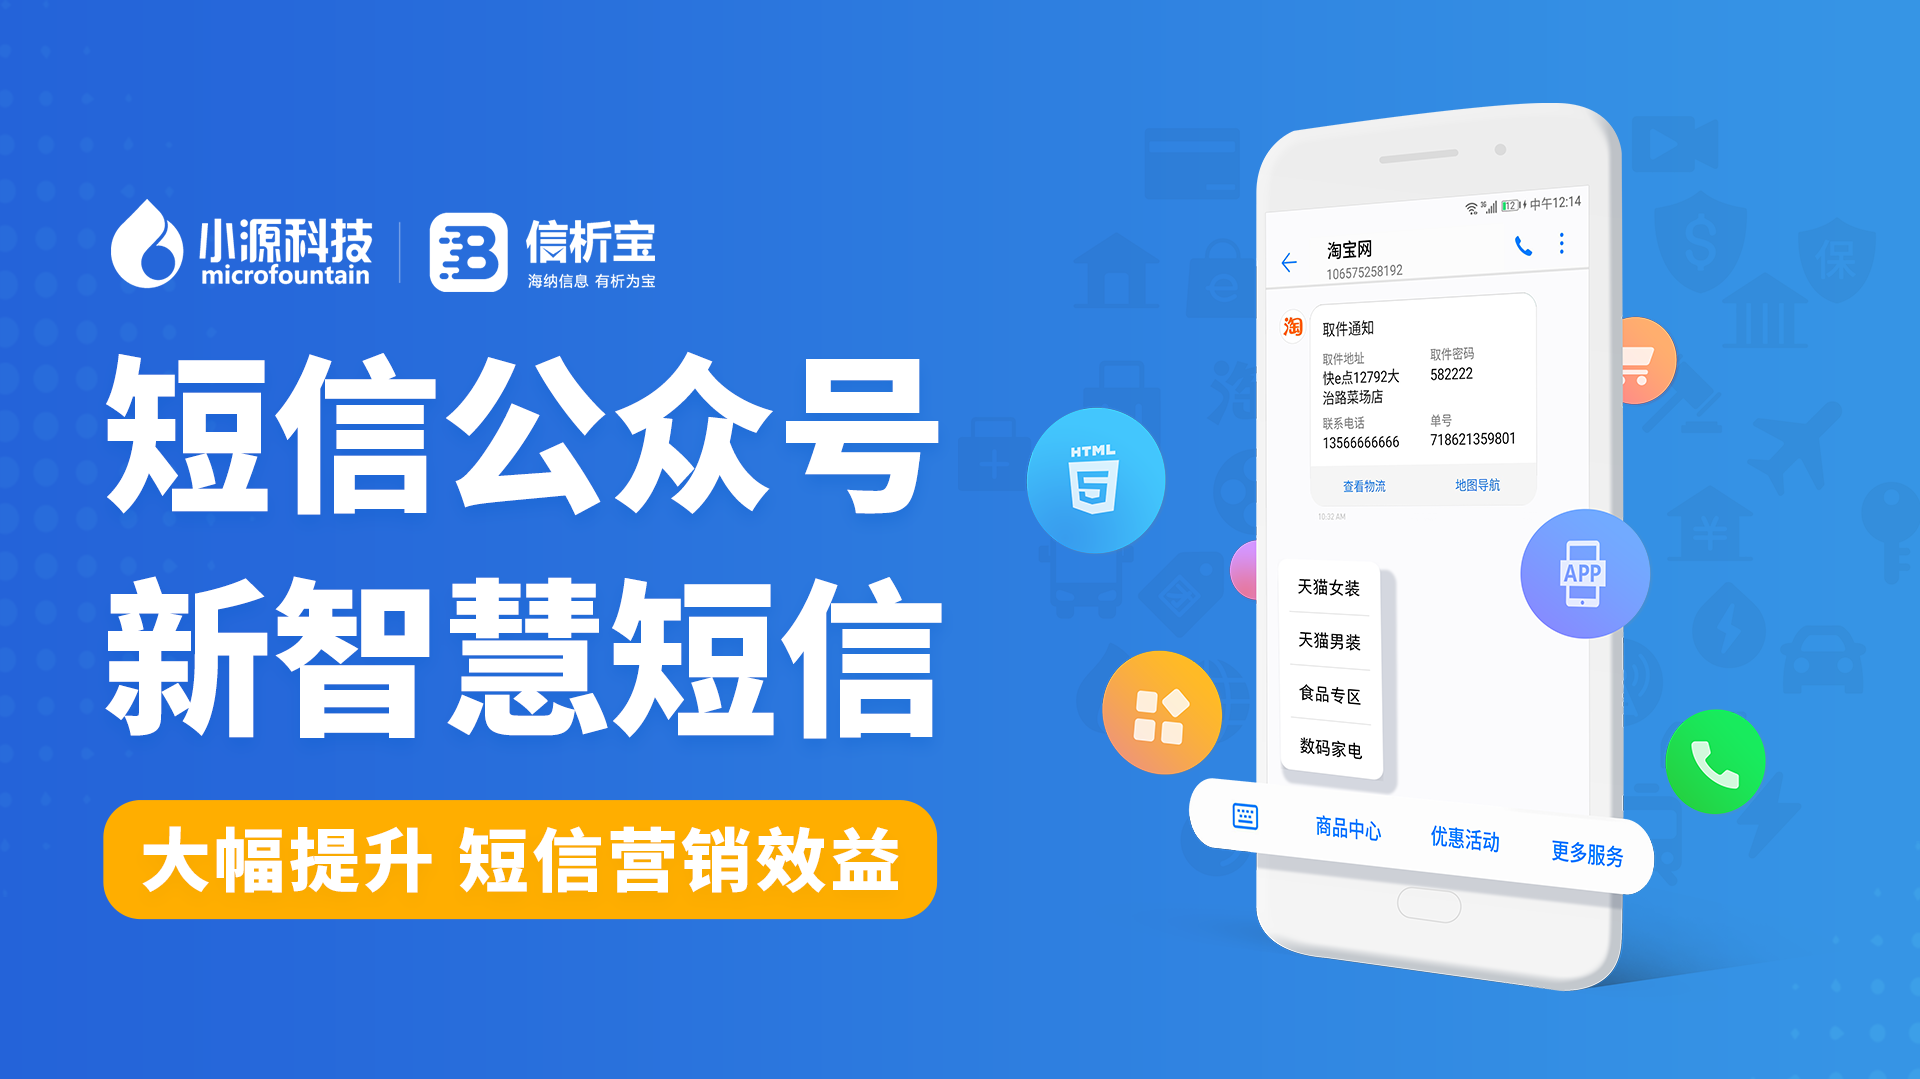 小源科技
microfountain
信析宝
海纳信息 有析为宝
短信公众号
新智慧短信
大幅提升 短信营销效益
12
中午12:14
淘宝网
106575258192
淘
取件通知
取件地址
取件密码
快e点12792大
治路菜场店
582222
联系电话
单号
13566666666
718621359801
查看物流
地图导航
10:32 AM
天猫女装
天猫男装
食品专区
数码家电
商品中心
优惠活动
更多服务
HTML
5
APP
保
淘
e
$
¥